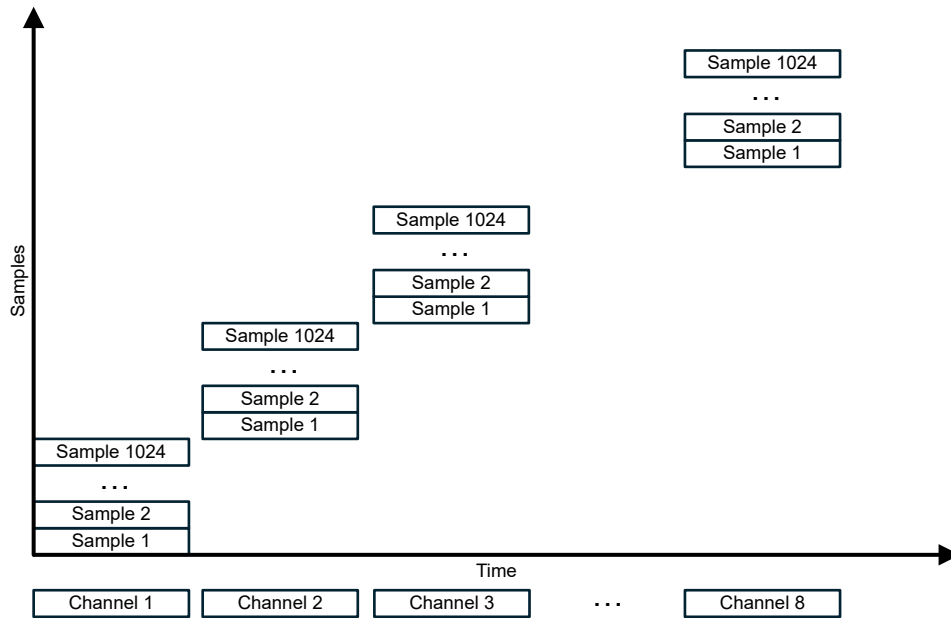 Sample 1024
...
Sample 2
Sample 1
Sample 1024
...
Sample 2
Sample 1
Sample 1024
...
Sample 2
Sample 1
Sample 1024
...
Sample 2
Sample 1
Samples
Time
Channel 1
Channel 2
Channel 3
...
Channel 8